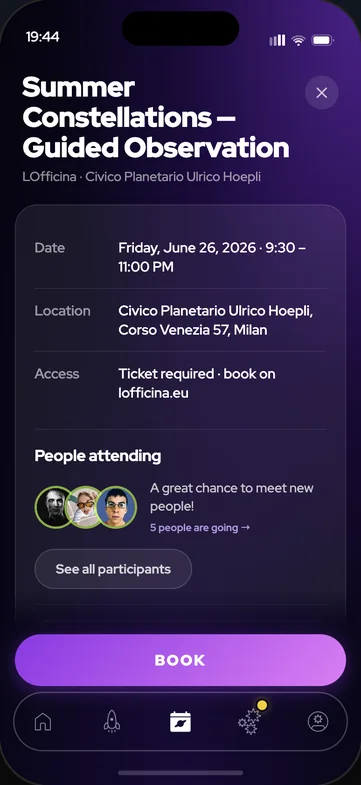 19:44
Summer
Constellations —
Guided Observation
LOfficina · Civico Planetario Ulrico Hoepli
Date
Friday, June 26, 2026 · 9:30 –
11:00 PM
Location
Civico Planetario Ulrico Hoepli,
Corso Venezia 57, Milan
Access
Ticket required · book on
lofficina.eu
People attending
A great chance to meet new
people!
5 people are going →
See all participants
BOOK